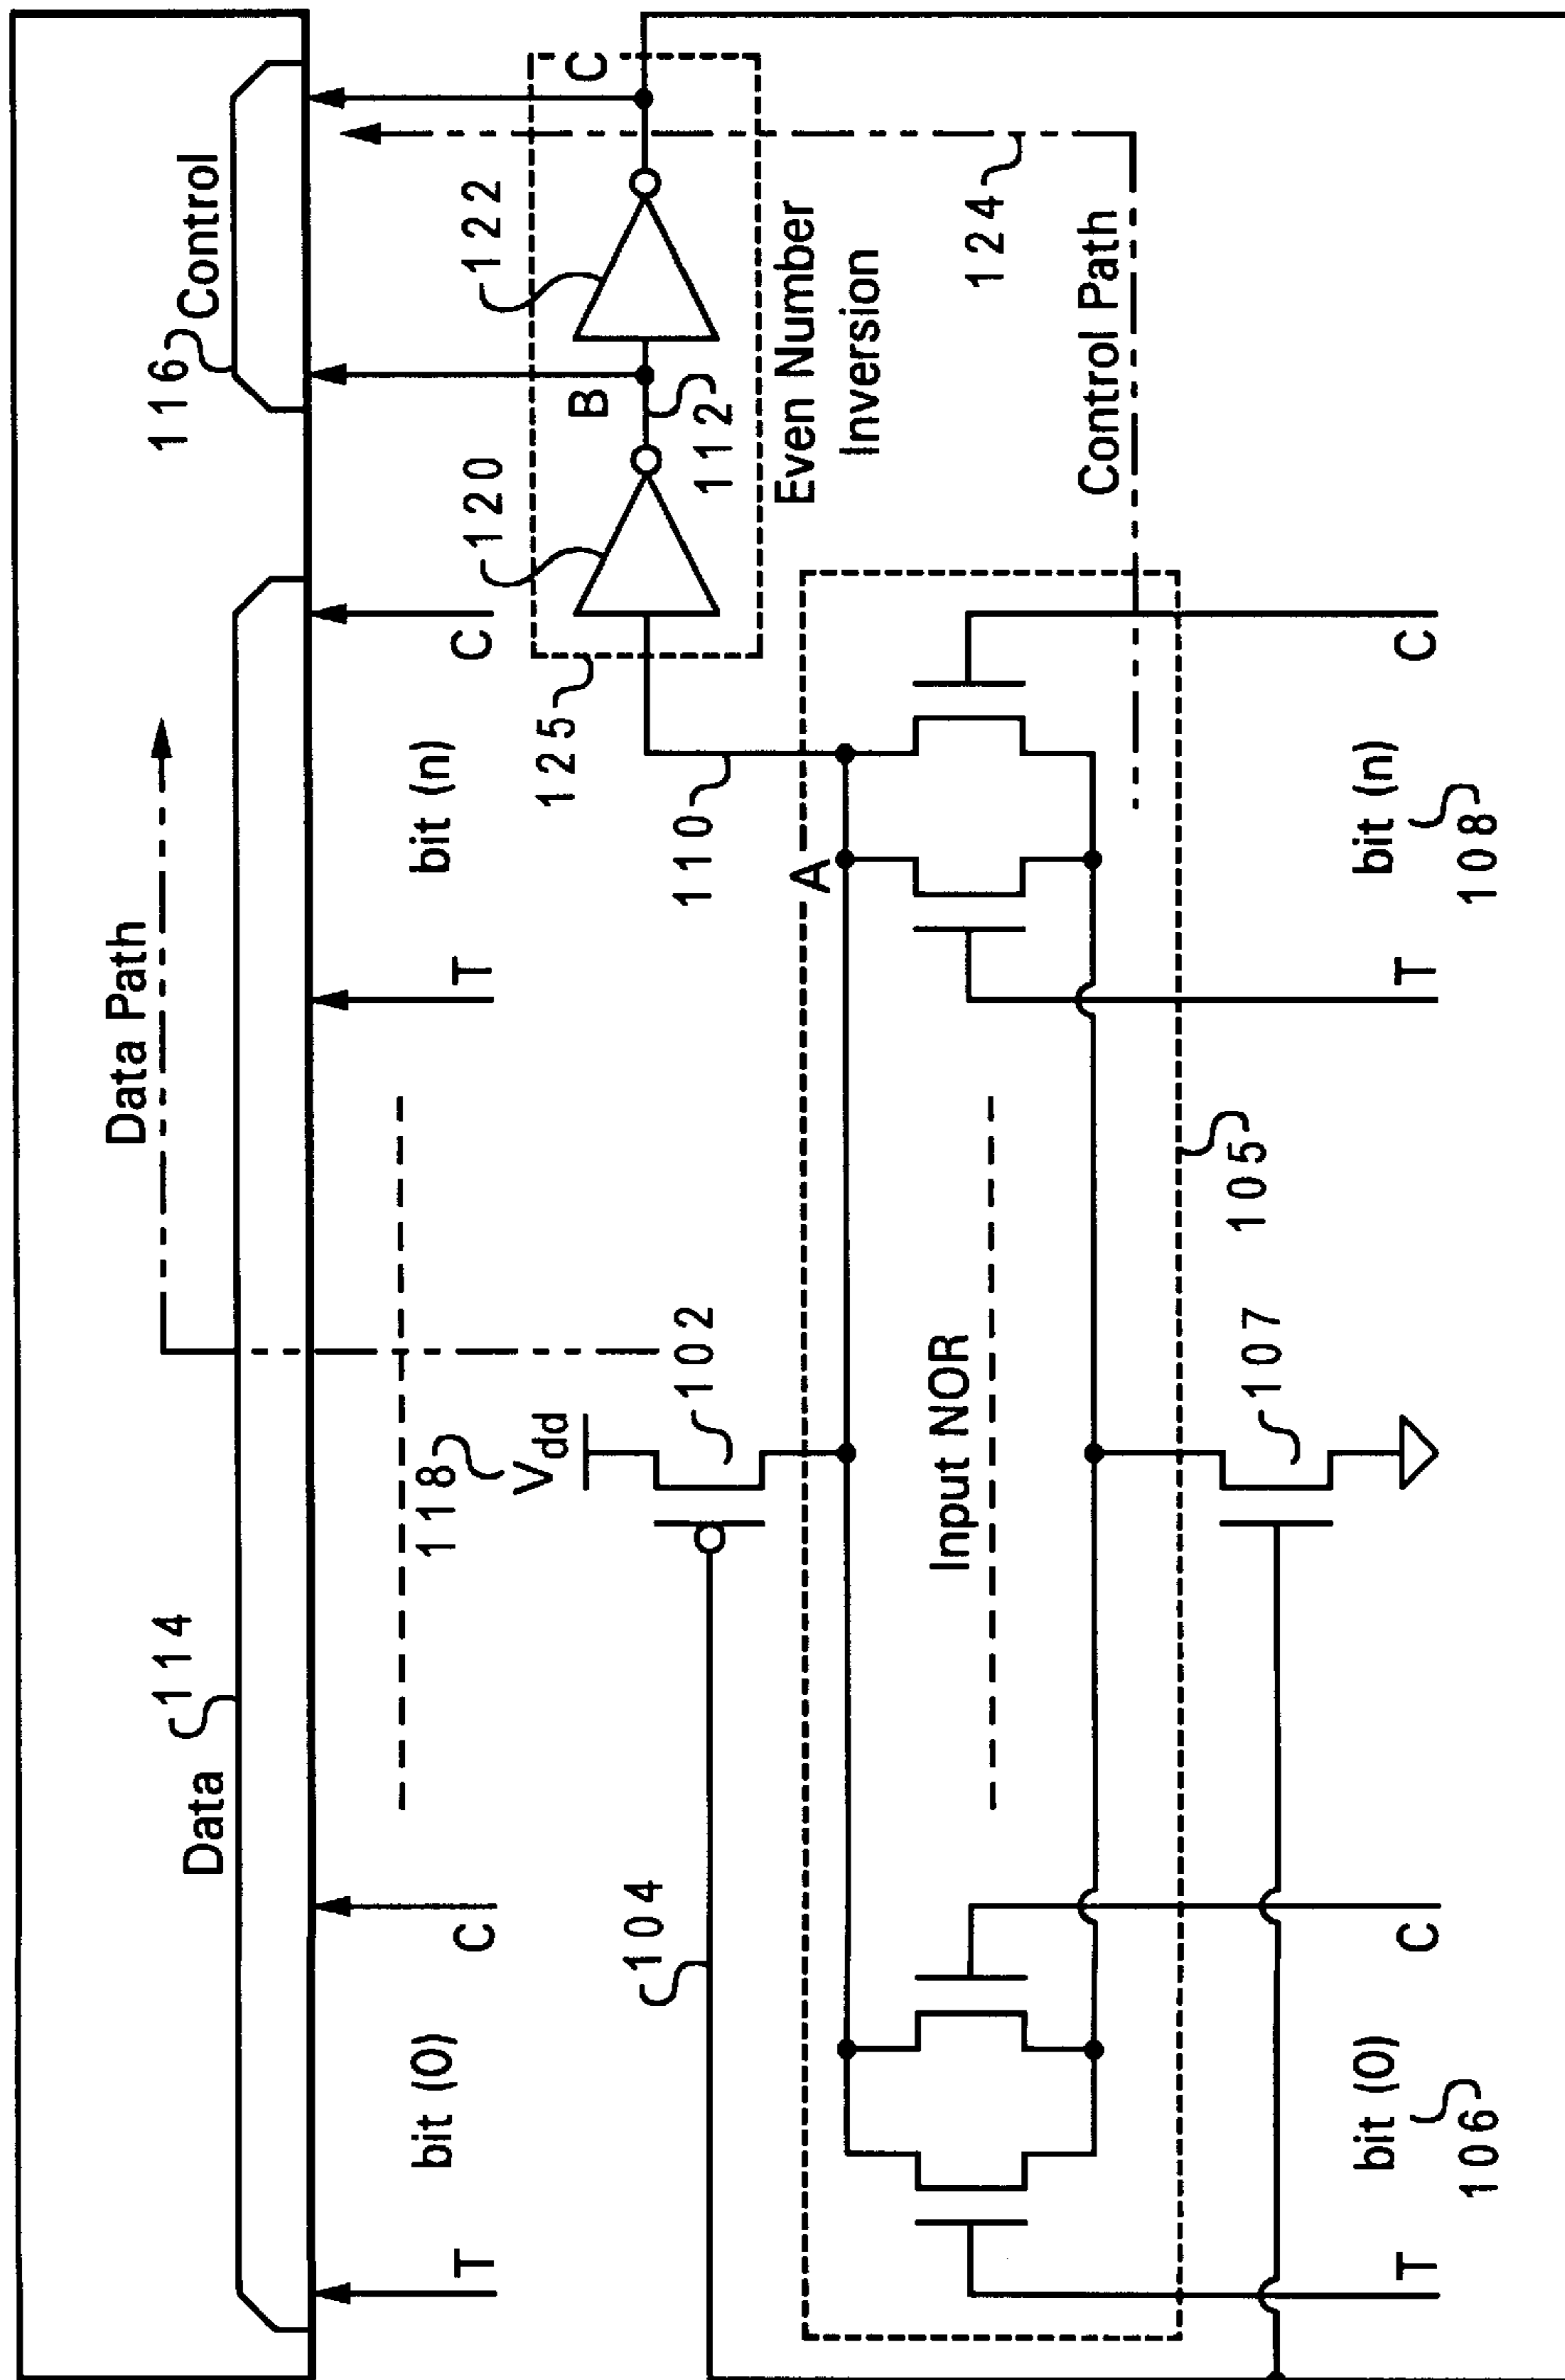 Data Path
116
Control
Data
114
bit (0)
T
C
bit (n)
T
C
118
Vdd
102
104
110
A
125
120
122
B
C
112
Even Number
Inversion
124
Control Path
Input NOR
105
107
T
bit (0)
106
C
T
bit (n)
108
C